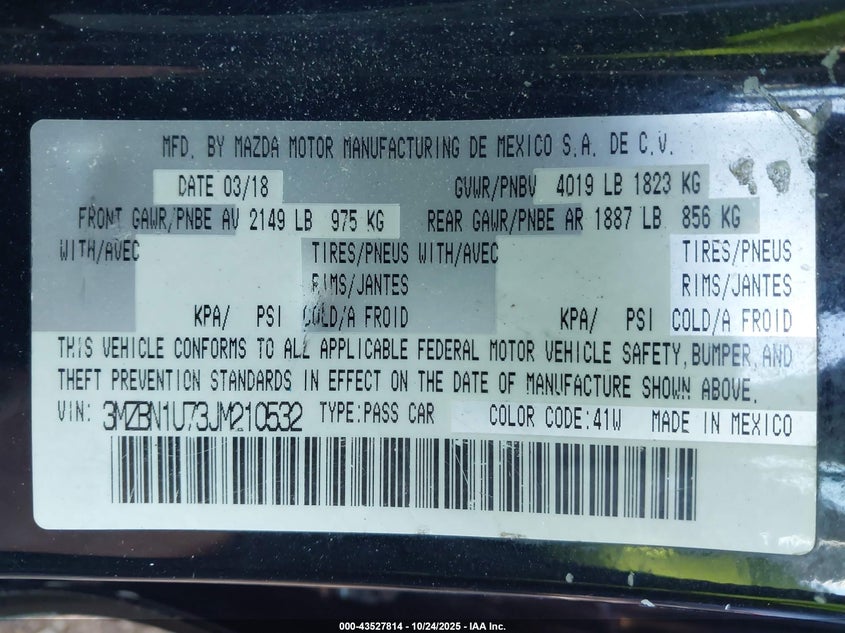 MFD. BY MAZDA MOTOR MANUFACTURING DE MEXICO S.A. DE C.V.
DATE 03/18 GVWR/PNBV 4019 LB 1823 KG
FRONT GAWR/PNBE AV 2149 LB 975 KG REAR GAWR/PNBE AR 1887 LB 856 KG
WITH/AVEC TIRES/PNEUS WITH/AVEC TIRES/PNEUS
RIMS/JANTES RIMS/JANTES
KPA/ PSI COLD/A FROID KPA/ PSI COLD/A FROID
THIS VEHICLE CONFORMS TO ALL APPLICABLE FEDERAL MOTOR VEHICLE SAFETY, BUMPER, AND
THEFT PREVENTION STANDARDS IN EFFECT ON THE DATE OF MANUFACTURE SHOWN ABOVE.
VIN: 3MZBN1U73JM210532 TYPE:PASS CAR COLOR CODE:41W MADE IN MEXICO
000-43527814 - 10/24/2025 - IAA Inc.